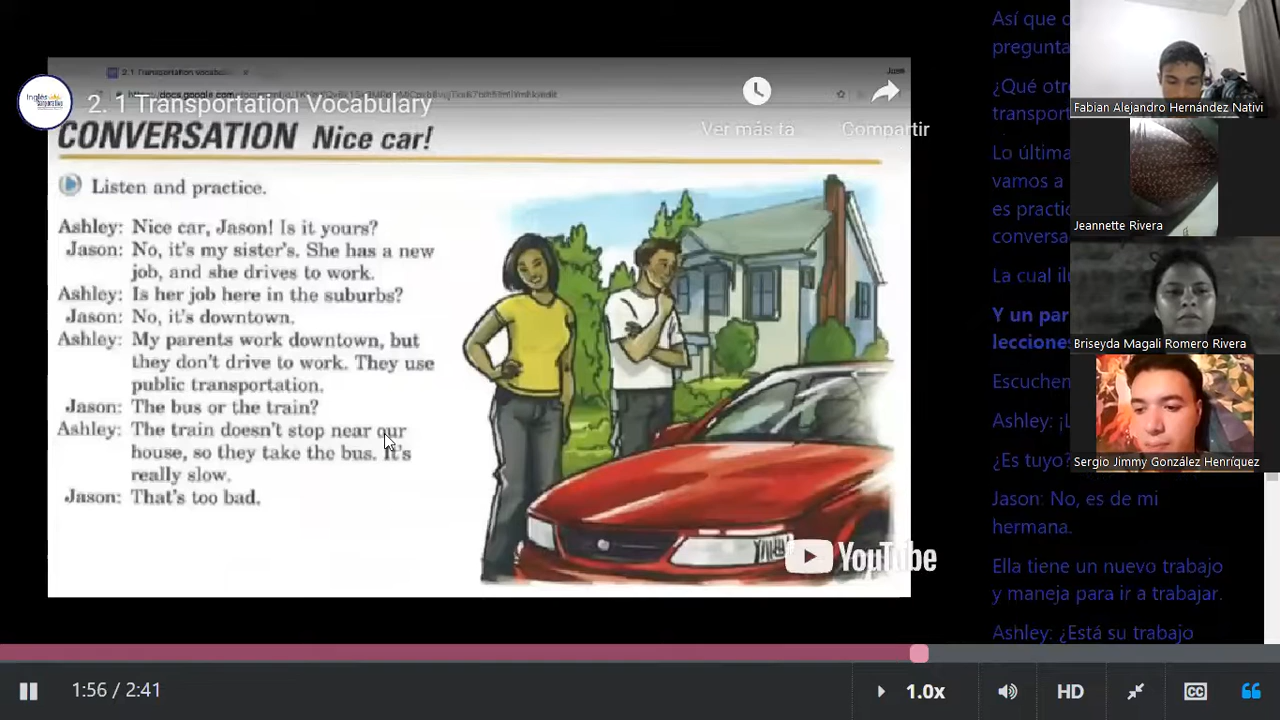 2. 1 Transportation Vocabulary
Ver más ta
Compartir
CONVERSATION Nice car!
Listen and practice.
Ashley: Nice car, Jason! Is it yours?
Jason: No, it's my sister's. She has a new
job, and she drives to work.
Ashley: Is her job here in the suburbs?
Jason: No, it's downtown.
Ashley: My parents work downtown, but
they don't drive to work. They use
public transportation.
Jason: The bus or the train?
Ashley: The train doesn't stop near our
house, so they take the bus. It's
really slow.
Jason: That's too bad.
YouTube
1:56 / 2:41
1.0x
HD
CC
Así que
pregunta
¿Qué otr
transport
Lo última
vamos a
es practi
conversa
La cual il
Y un par
lecciones
Escuchen
Ashley: ¡L
¿Es tuyo?
Jason: No, es de mi
hermana.
Ella tiene un nuevo trabajo
y maneja para ir a trabajar.
Ashley: ¿Está su trabajo
Fabian Alejandro Hernández Nativi
Jeannette Rivera
Briseyda Magali Romero Rivera
Sergio Jimmy González Henríquez